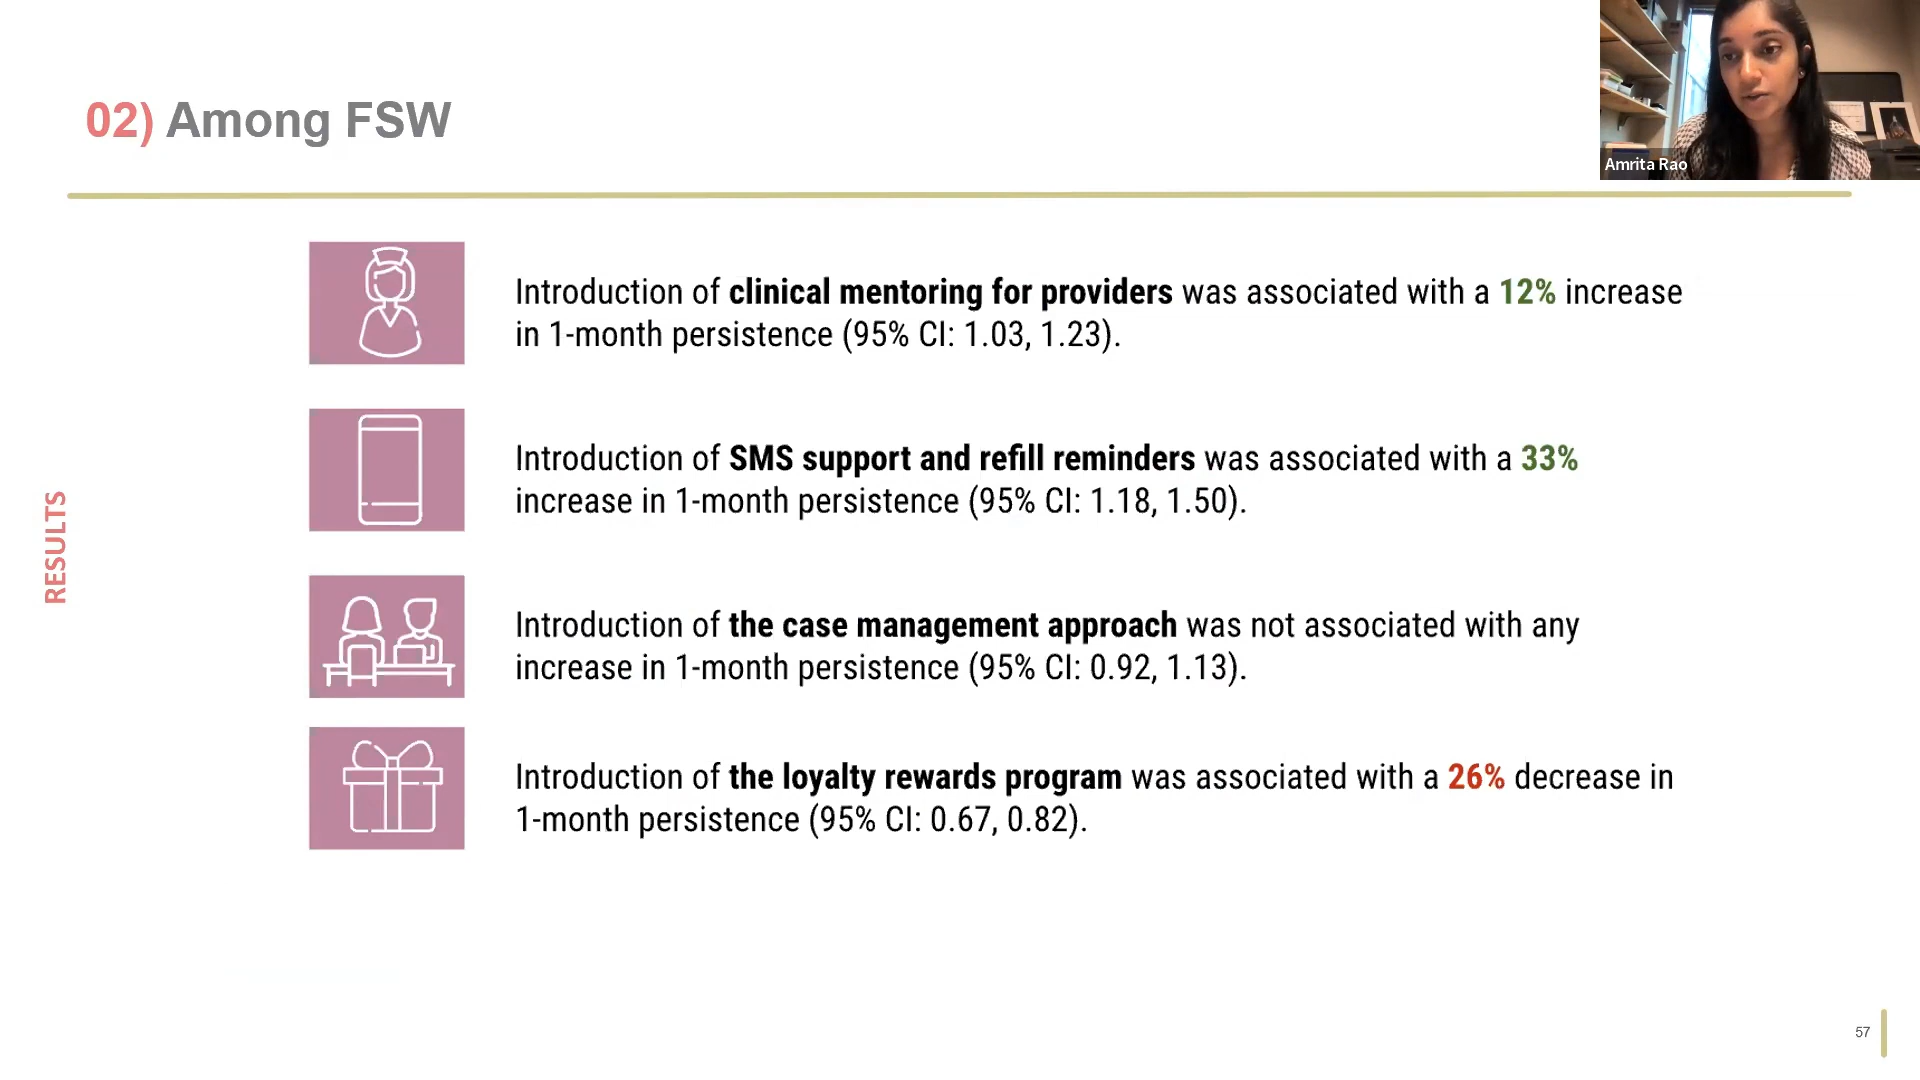 02) Among FSW
Amrita Rao
Introduction of clinical mentoring for providers was associated with a 12% increase
in 1-month persistence (95% CI: 1.03, 1.23).
Introduction of SMS support and refill reminders was associated with a 33%
increase in 1-month persistence (95% CI: 1.18, 1.50).
RESULTS
Introduction of the case management approach was not associated with any
increase in 1-month persistence (95% CI: 0.92, 1.13).
Introduction of the loyalty rewards program was associated with a 26% decrease in
1-month persistence (95% CI: 0.67, 0.82).
57